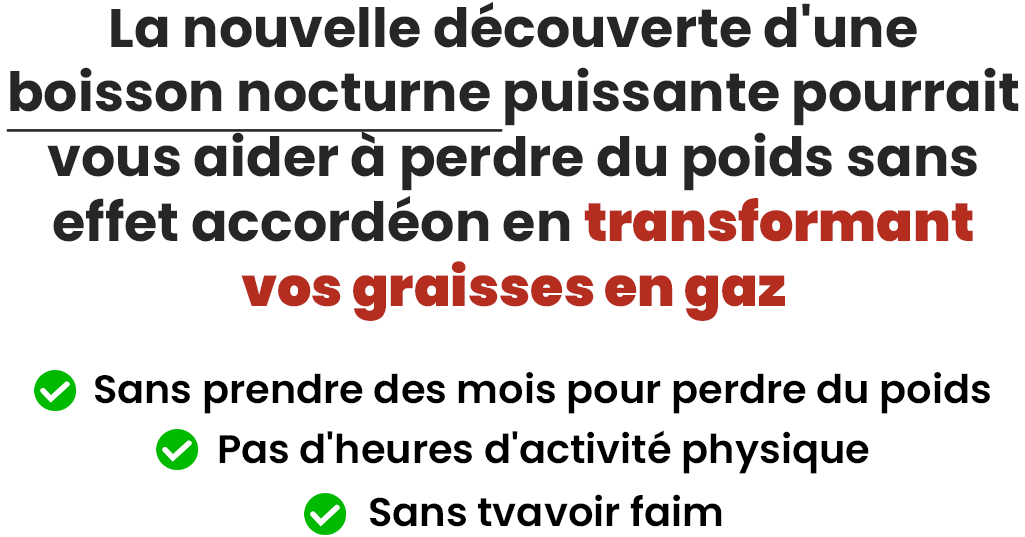 La nouvelle découverte d'une
boisson nocturne puissante pourrait
vous aider à perdre du poids sans
effet accordéon en transformant
vos graisses en gaz
Sans prendre des mois pour perdre du poids
Pas d'heures d'activité physique
Sans tvavoir faim